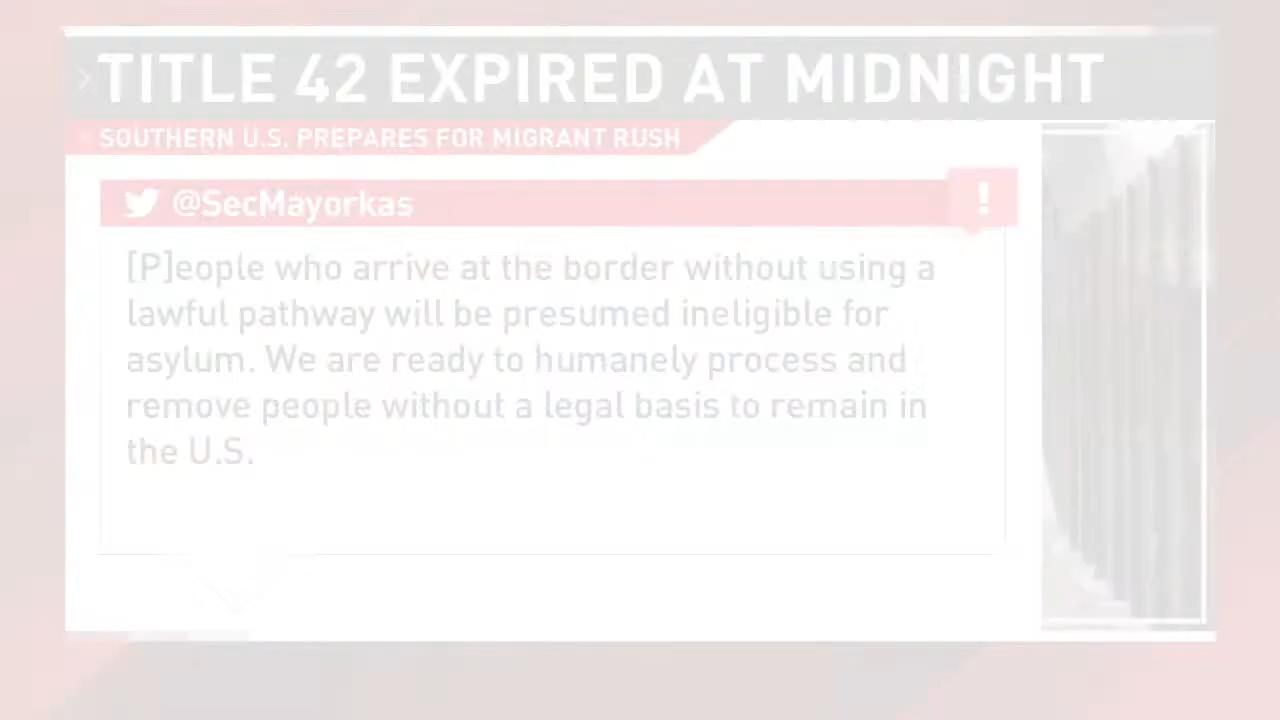 TITLE 42 EXPIRED AT MIDNIGHT
SOUTHERN U.S. PREPARES FOR MIGRANT RUSH
@SecMayorkas
!
[P]eople who arrive at the border without using a
lawful pathway will be presumed ineligible for
asylum. We are ready to humanely process and
remove people without a legal basis to remain in
the U.S.